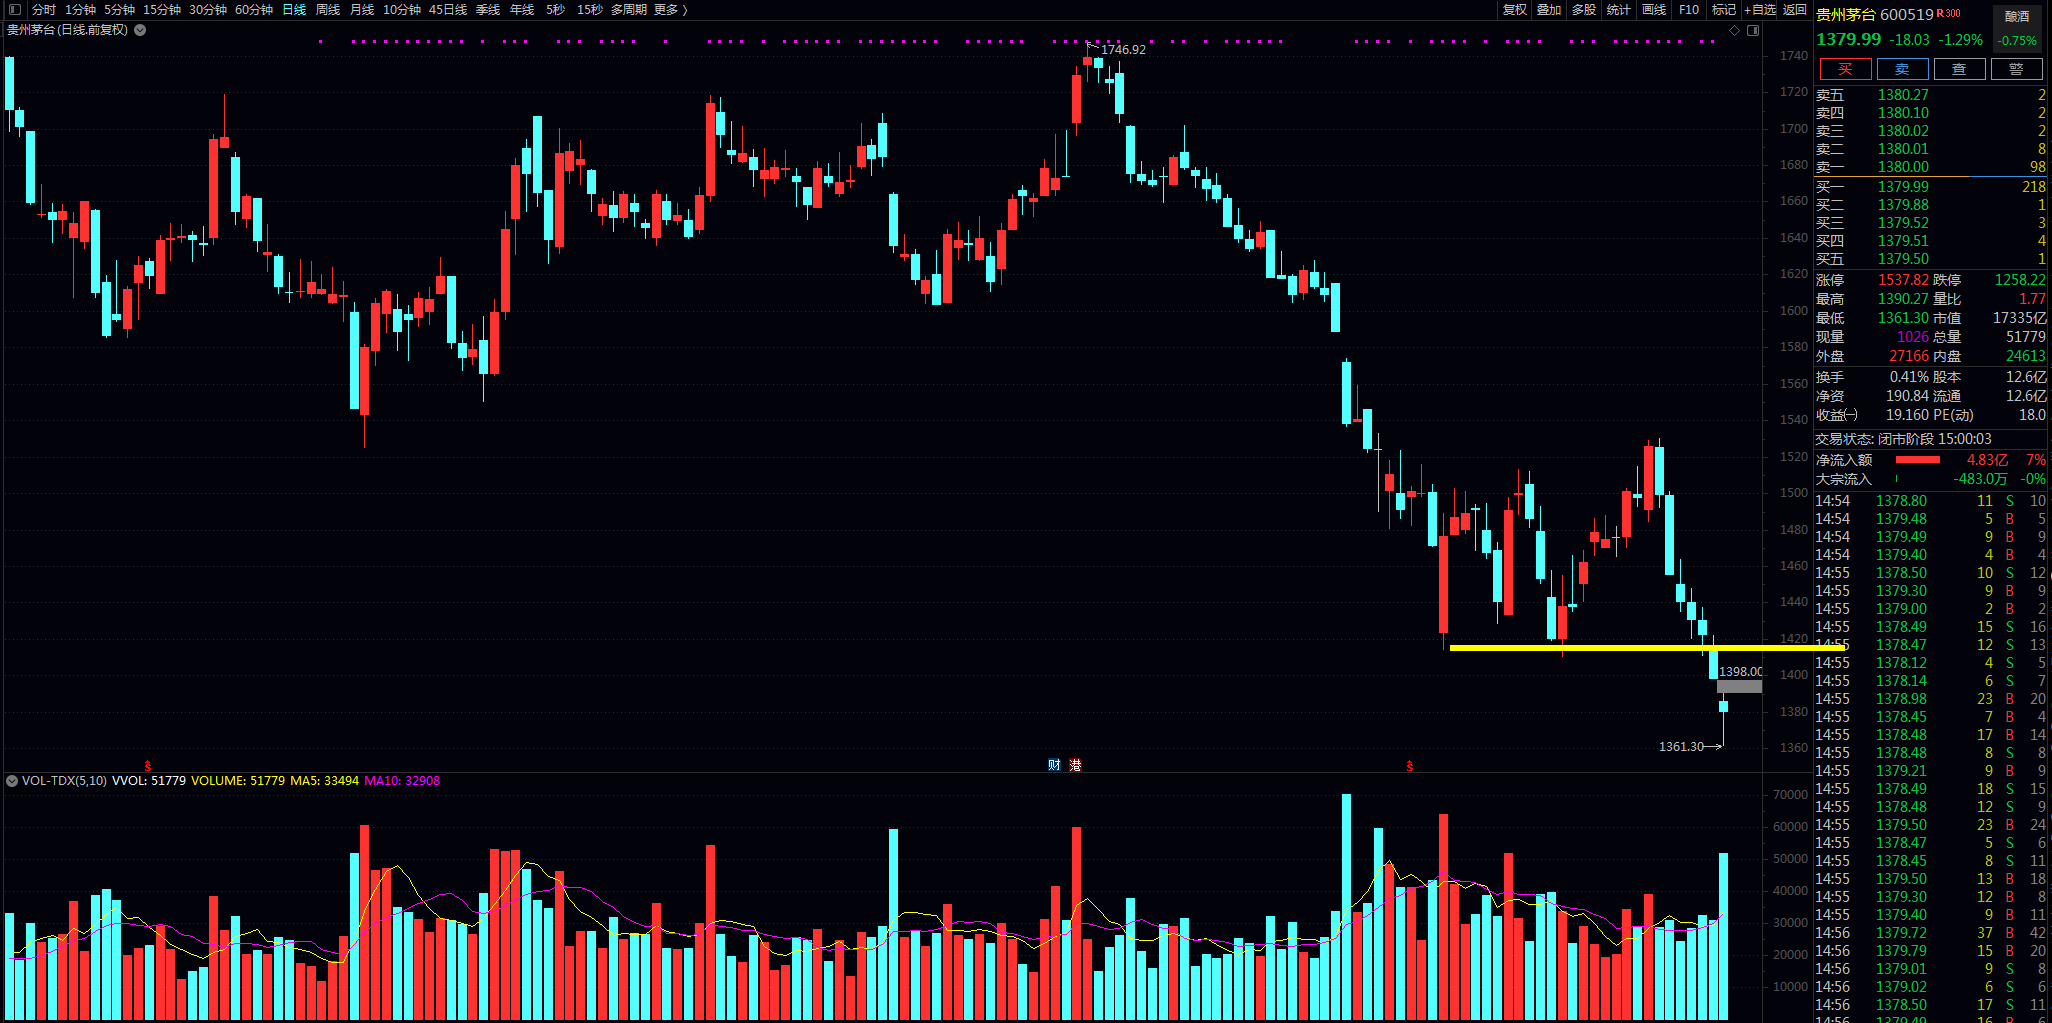 分时 1分钟 5分钟 15分钟 30分钟 60分钟 日线 周线 月线 10分钟 45日线 季线 年线 5秒 15秒 多周期 更多 〉
复权 叠加 多股 统计 画线 F10 标记 +自选 返回
贵州茅台(日线.前复权)
1746.92
1740
1720
1700
1680
1660
1640
1620
1600
1580
1560
1540
1520
1500
1480
1460
1440
1420
1400
1380
1360
1398.00
1361.30
财 港
VOL-TDX(5,10) VVOL: 51779 VOLUME: 51779 MA5: 33494 MA10: 32908
70000
60000
50000
40000
30000
20000
10000
贵州茅台 600519 R300
酿酒
1379.99 -18.03 -1.29% -0.75%
买 卖 查 警
卖五 1380.27 2
卖四 1380.10 2
卖三 1380.02 2
卖二 1380.01 8
卖一 1380.00 98
买一 1379.99 218
买二 1379.88 1
买三 1379.52 3
买四 1379.51 4
买五 1379.50 1
涨停 1537.82 跌停 1258.22
最高 1390.27 量比 1.77
最低 1361.30 市值 17335亿
现量 1026 总量 51779
外盘 27166 内盘 24613
换手 0.41% 股本 12.6亿
净资 190.84 流通 12.6亿
收益㈠ 19.160 PE(动) 18.0
交易状态: 闭市阶段 15:00:03
净流入额 4.83亿 7%
大宗流入 -483.0万 -0%
14:54 1378.80 11 S 10
14:54 1379.48 5 B 5
14:54 1379.49 9 B 9
14:54 1379.40 4 B 4
14:55 1378.50 10 S 12
14:55 1379.30 9 B 9
14:55 1379.00 2 B 2
14:55 1378.49 15 S 16
14:55 1378.47 12 S 13
14:55 1378.12 4 S 5
14:55 1378.14 6 S 7
14:55 1378.98 23 B 20
14:55 1378.45 7 B 4
14:55 1378.48 17 B 14
14:55 1378.48 8 S 8
14:55 1379.21 9 B 9
14:55 1378.49 18 S 15
14:55 1378.48 12 S 9
14:55 1379.50 23 B 24
14:55 1378.47 5 S 6
14:55 1378.45 8 S 11
14:55 1379.50 13 B 18
14:55 1379.30 12 B 8
14:55 1379.40 9 B 11
14:56 1379.72 37 B 42
14:56 1379.79 15 B 20
14:56 1379.01 9 S 8
14:56 1379.02 6 S 6
14:56 1378.50 17 S 11
14:56 1379.49 16 B 6